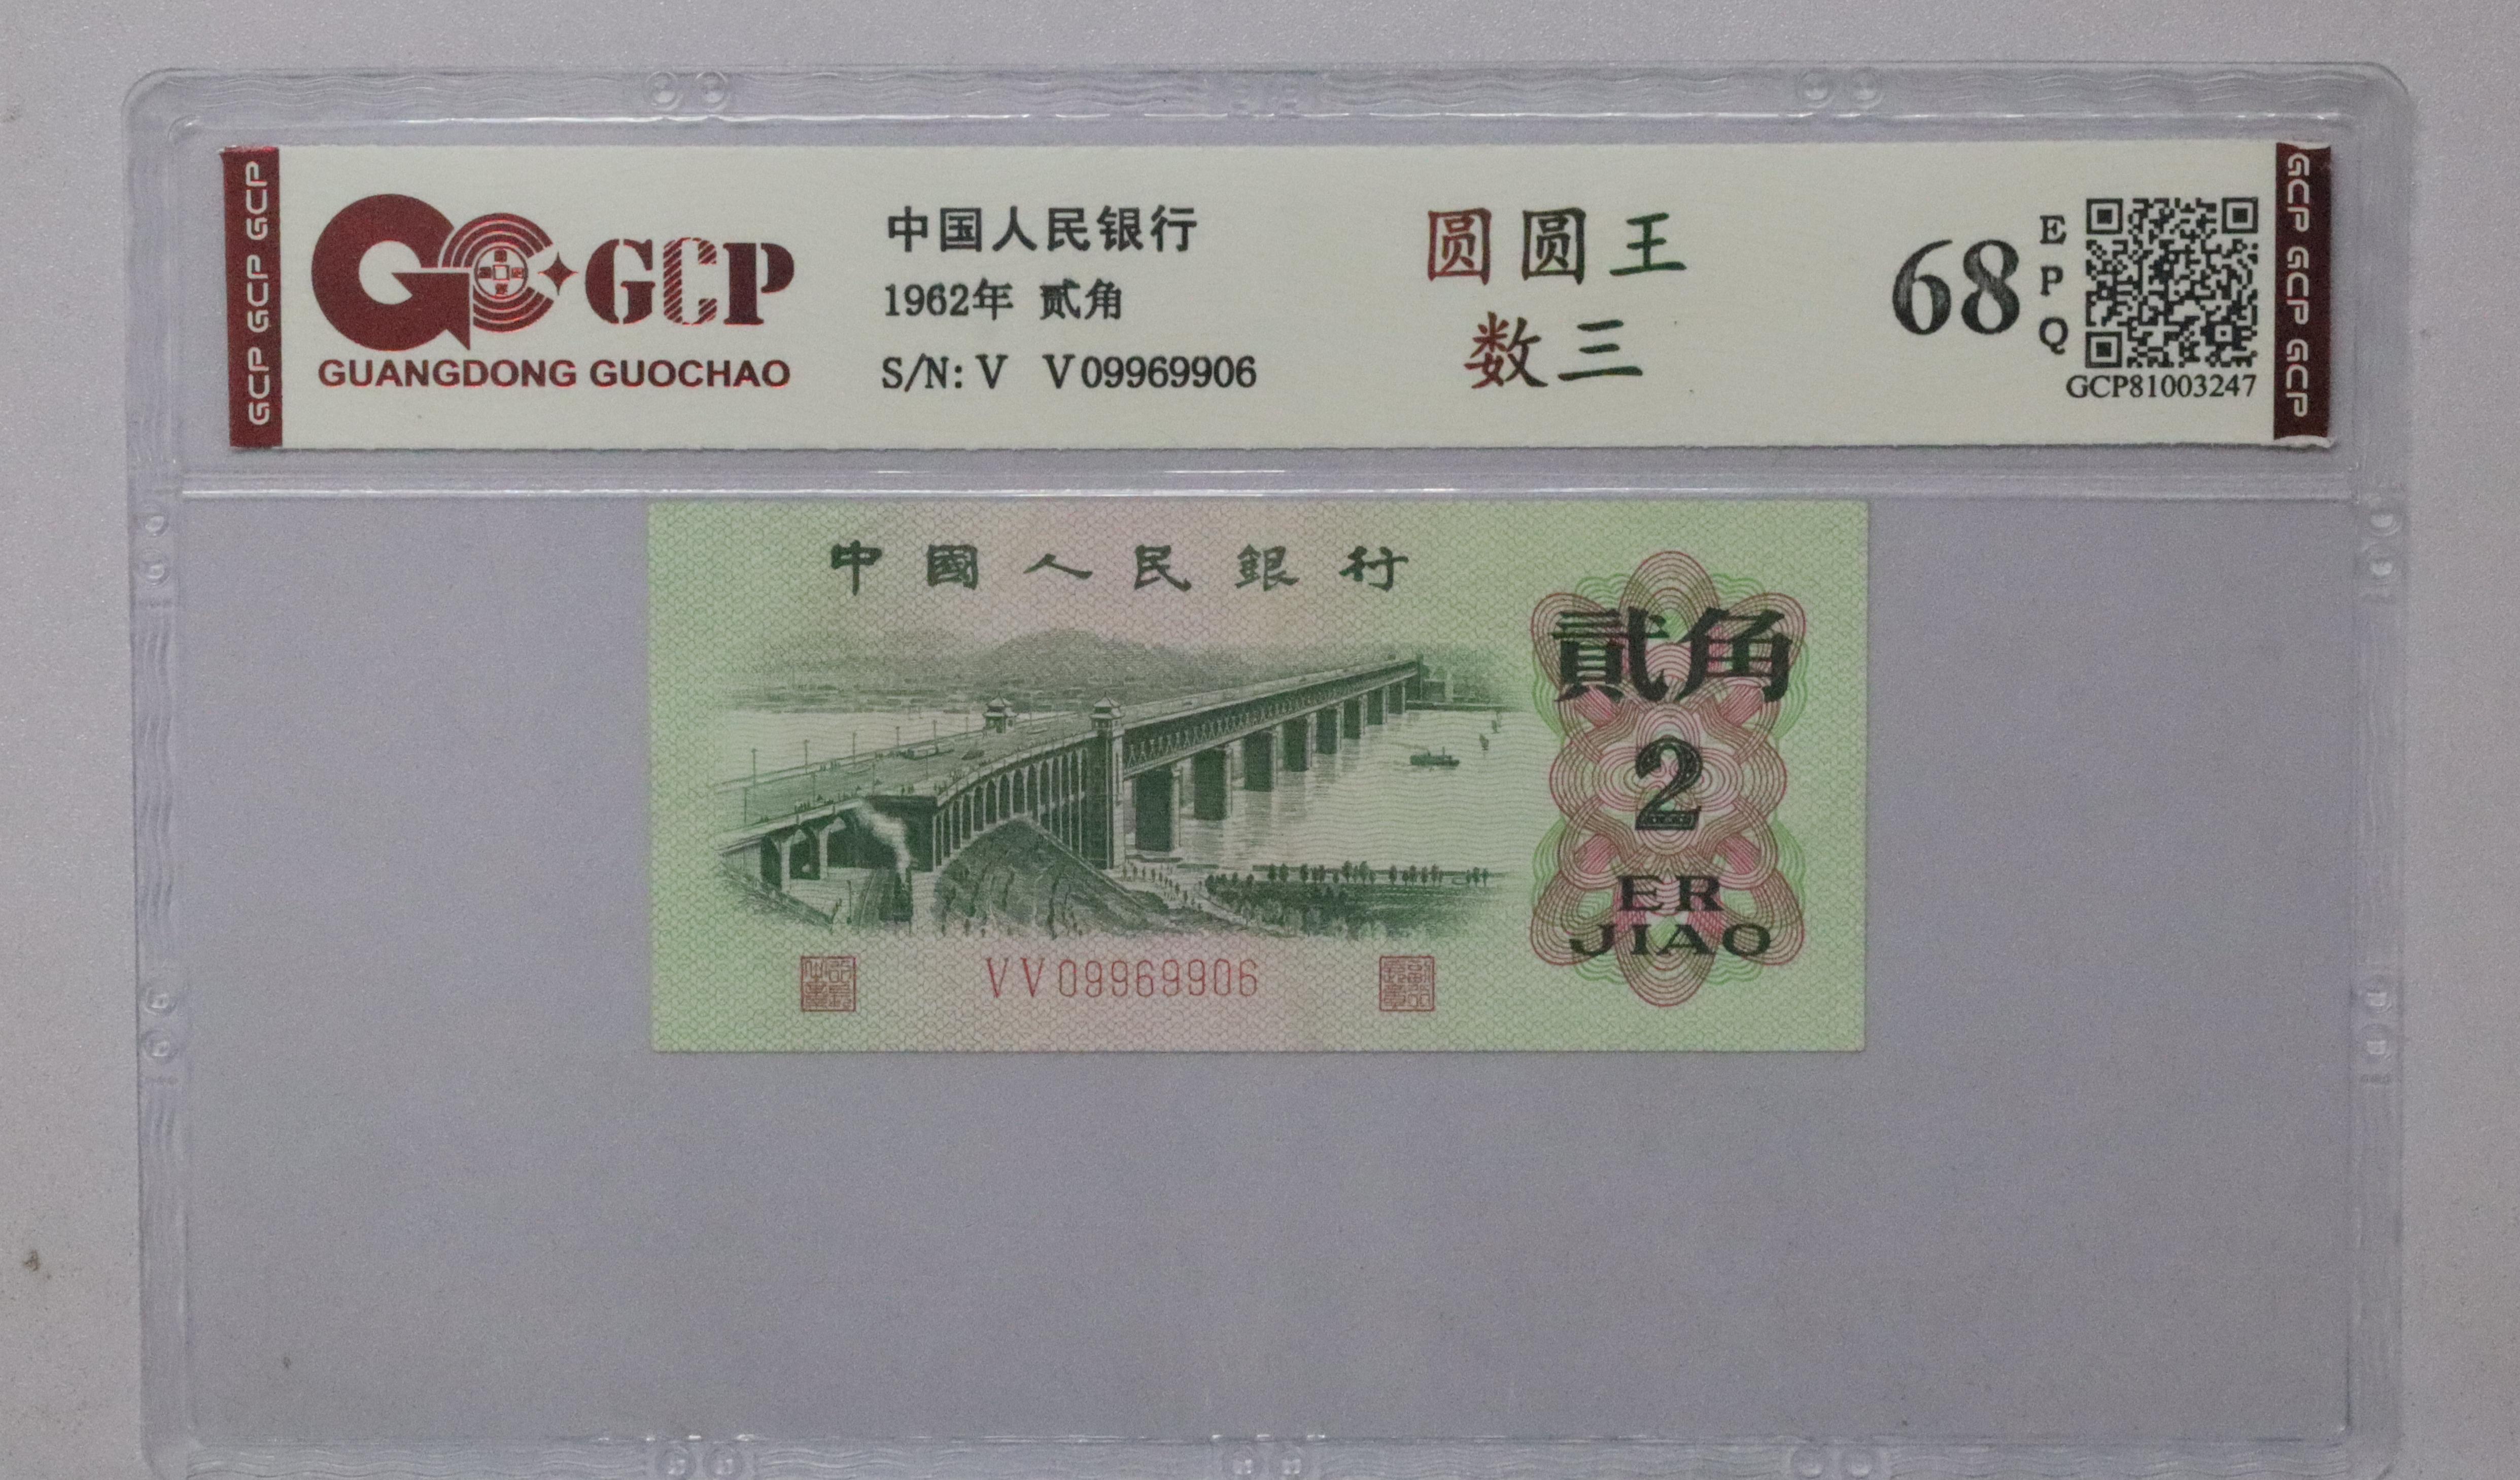 GCP GCP GCP
GCP
GUANGDONG GUOCHAO
中国人民银行
1962年 贰角
S/N: V V09969906
圆圆王
数三
68
EPQ
GCP81003247
GCP GCP GCP
中國人民銀行
貳角
2
ER
JIAO
VV09969906